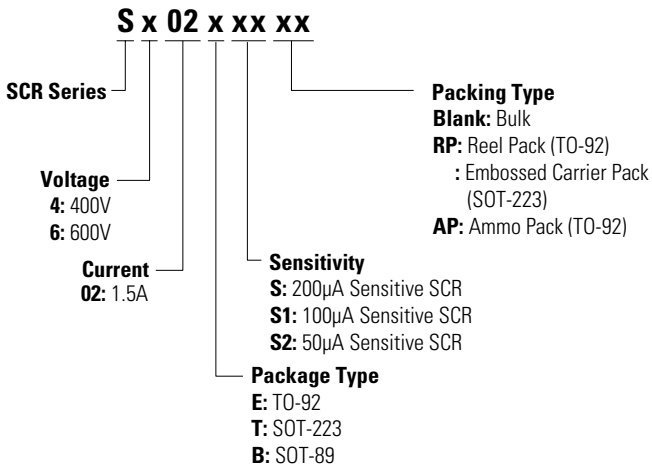 S x 02 x xx xx
SCR Series
Packing Type
Blank: Bulk
RP: Reel Pack (TO-92)
: Embossed Carrier Pack
(SOT-223)
AP: Ammo Pack (TO-92)
Voltage
4: 400V
6: 600V
Current
02: 1.5A
Sensitivity
S: 200μA Sensitive SCR
S1: 100μA Sensitive SCR
S2: 50μA Sensitive SCR
Package Type
E: TO-92
T: SOT-223
B: SOT-89